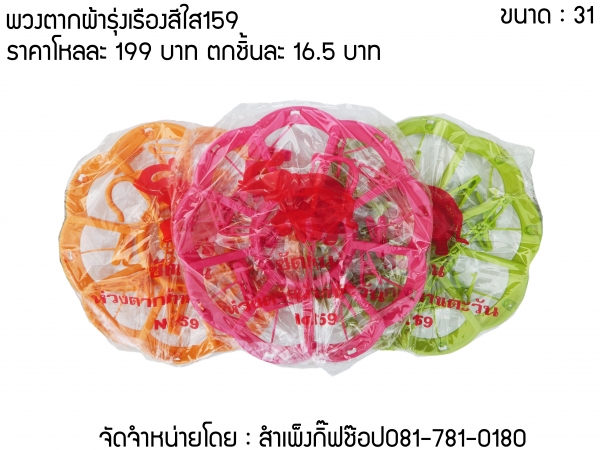 พวงตากผ้ารุ่งเรืองสีใส159
ขนาด : 31
ราคาโหลละ 199 บาท ตกชิ้นละ 16.5 บาท
N 159
จัดจำหน่ายโดย : สำเพ็งกิ๊ฟช๊อป081-781-0180